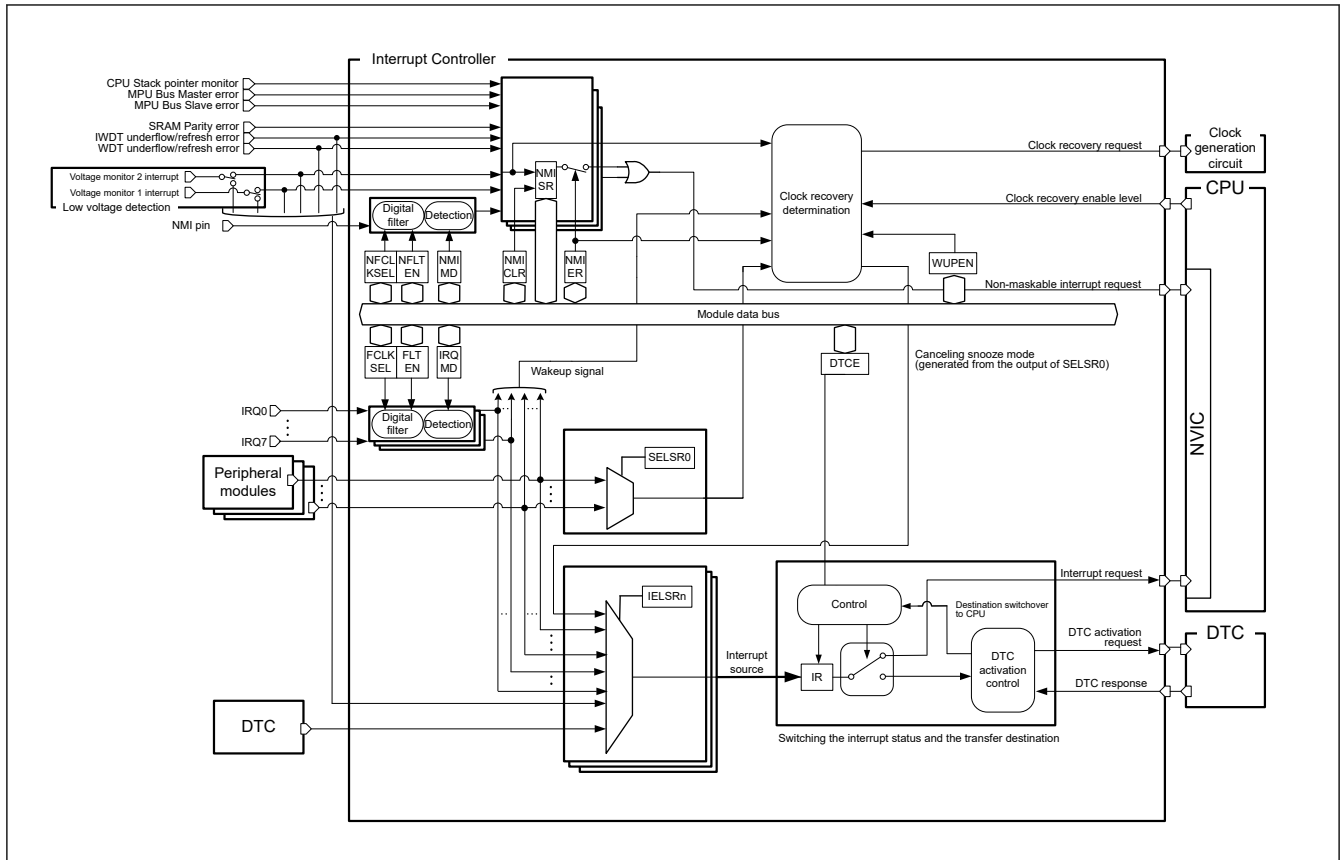 Interrupt Controller
CPU Stack pointer monitor
MPU Bus Master error
MPU Bus Slave error
SRAM Parity error
IWDT underflow/refresh error
WDT underflow/refresh error
Voltage monitor 2 interrupt
Voltage monitor 1 interrupt
Low voltage detection
NMI pin
Digital
filter
Detection
NMI
SR
NFCL
KSEL
NFLT
EN
NMI
MD
NMI
CLR
NMI
ER
Clock recovery
determination
WUPEN
Clock recovery request
Clock
generation
circuit
Clock recovery enable level
CPU
Non-maskable interrupt request
Module data bus
FCLK
SEL
FLT
EN
IRQ
MD
Wakeup signal
DTCE
Canceling snooze mode
(generated from the output of SELSR0)
NVIC
IRQ0
IRQ7
Digital
filter
Detection
Peripheral
modules
SELSR0
IELSRn
Interrupt
source
Control
Destination switchover
to CPU
IR
DTC
activation
control
Interrupt request
DTC activation
request
DTC response
DTC
DTC
Switching the interrupt status and the transfer destination